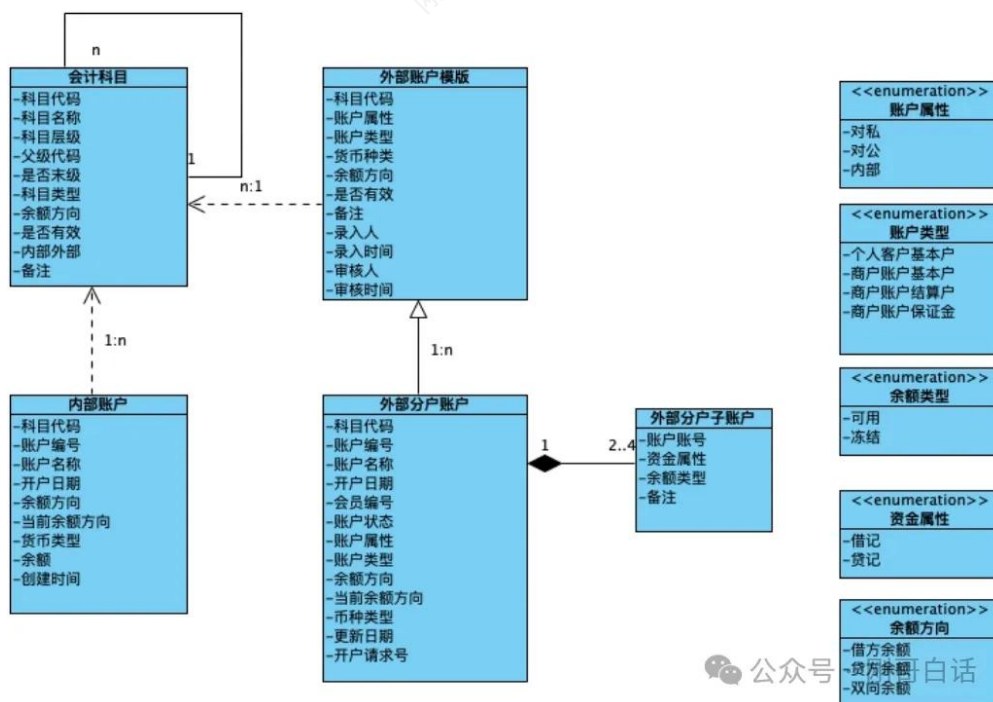 n
会计科目
-科目代码
-科目名称
-科目层级
-父级代码
-是否末级
-科目类型
-余额方向
-是否有效
-内部外部
-备注
1
n:1
外部账户模版
-科目代码
-账户属性
-账户类型
-货币种类
-余额方向
-是否有效
-备注
-录入人
-录入时间
-审核人
-审核时间
1:n
1:n
内部账户
-科目代码
-账户编号
-账户名称
-开户日期
-余额方向
-当前余额方向
-货币类型
-余额
-创建时间
外部分户账户
-科目代码
-账户编号
-账户名称
-开户日期
-会员编号
-账户状态
-账户属性
-账户类型
-余额方向
-当前余额方向
-币种类型
-更新日期
-开户请求号
1
2..4
外部分户子账户
-账户账号
-资金属性
-余额类型
-备注
<<enumeration>>
账户属性
-对私
-对公
-内部
<<enumeration>>
账户类型
-个人客户基本户
-商户账户基本户
-商户账户结算户
-商户账户保证金
<<enumeration>>
余额类型
-可用
-冻结
<<enumeration>>
资金属性
-借记
-贷记
<<enumeration>>
余额方向
-借方余额
-贷方余额
-双向余额
公众号 哥白话